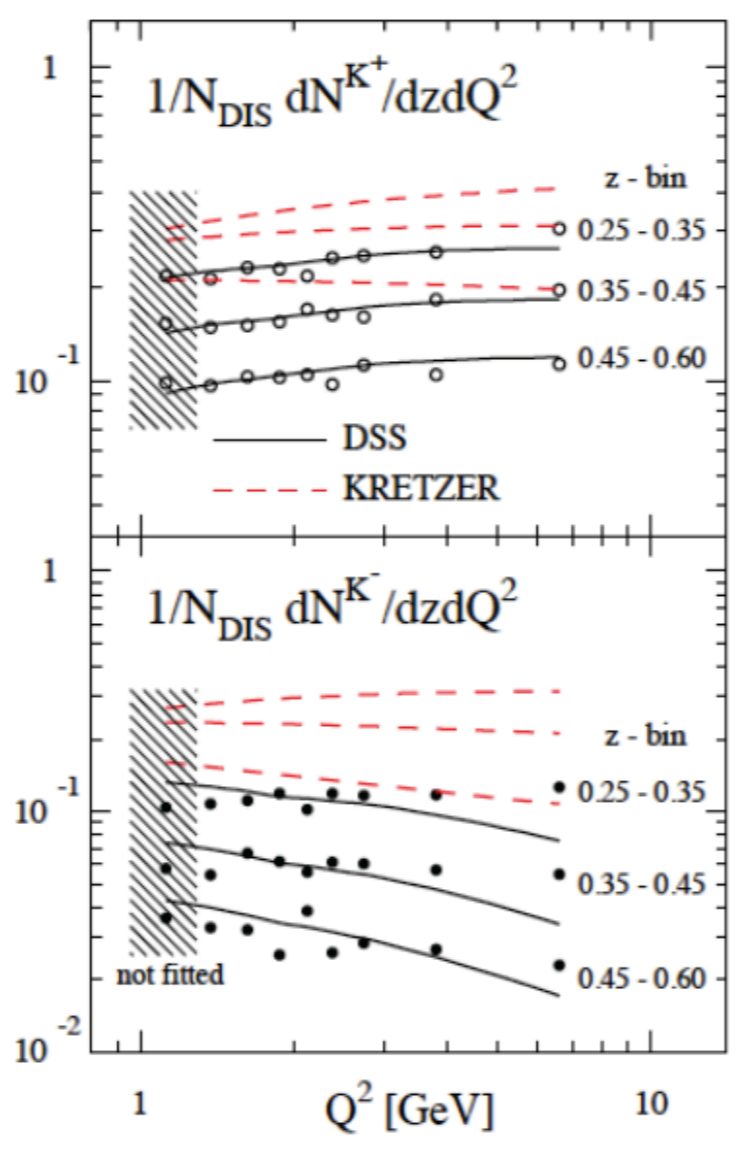 1
1/N_DIS dN^K^+/dzdQ^2
z - bin
0.25 - 0.35
0.35 - 0.45
10^-1
0.45 - 0.60
DSS
KRETZER
1
1/N_DIS dN^K^-/dzdQ^2
z - bin
10^-1
0.25 - 0.35
0.35 - 0.45
not fitted
0.45 - 0.60
10^-2
1
Q^2 [GeV]
10